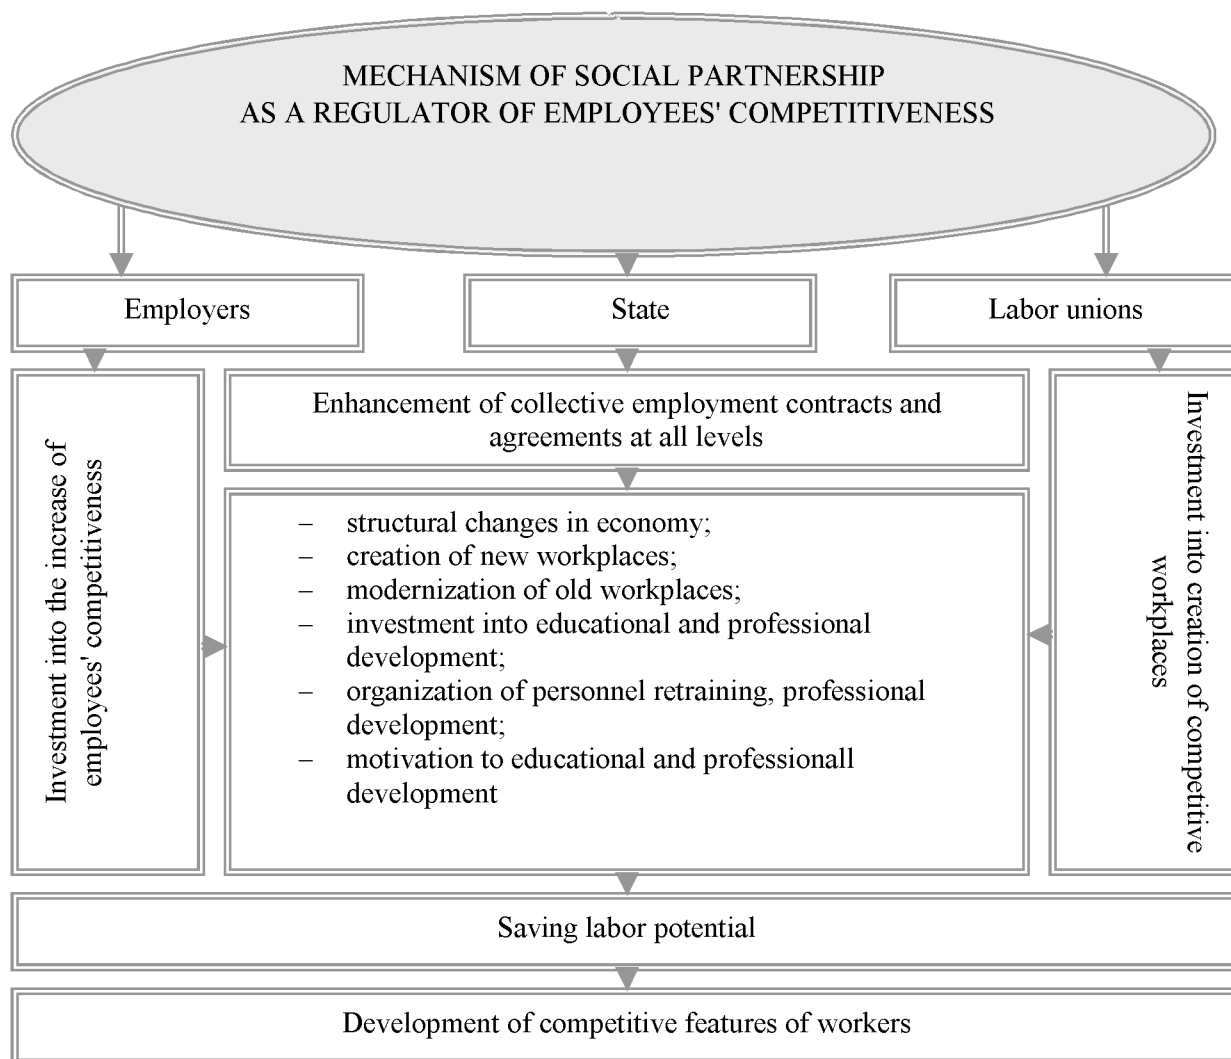 MECHANISM OF SOCIAL PARTNERSHIP
AS A REGULATOR OF EMPLOYEES' COMPETITIVENESS
Employers
State
Labor unions
Investment into the increase of
employees' competitiveness
Enhancement of collective employment contracts and
agreements at all levels
– structural changes in economy;
– creation of new workplaces;
– modernization of old workplaces;
– investment into educational and professional
development;
– organization of personnel retraining, professional
development;
– motivation to educational and professionall
development
Investment into creation of competitive
workplaces
Saving labor potential
Development of competitive features of workers